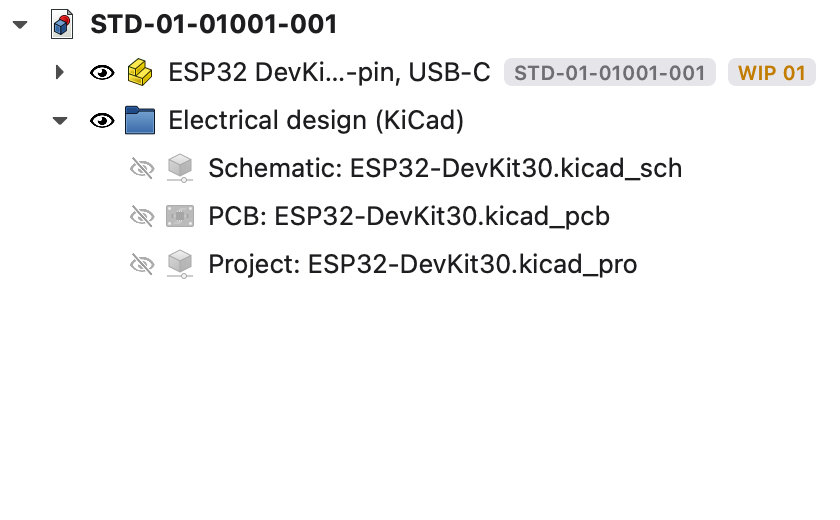 STD-01-01001-001
ESP32 DevKi...-pin, USB-C STD-01-01001-001 WIP 01
Electrical design (KiCad)
Schematic: ESP32-DevKit30.kicad_sch
PCB: ESP32-DevKit30.kicad_pcb
Project: ESP32-DevKit30.kicad_pro